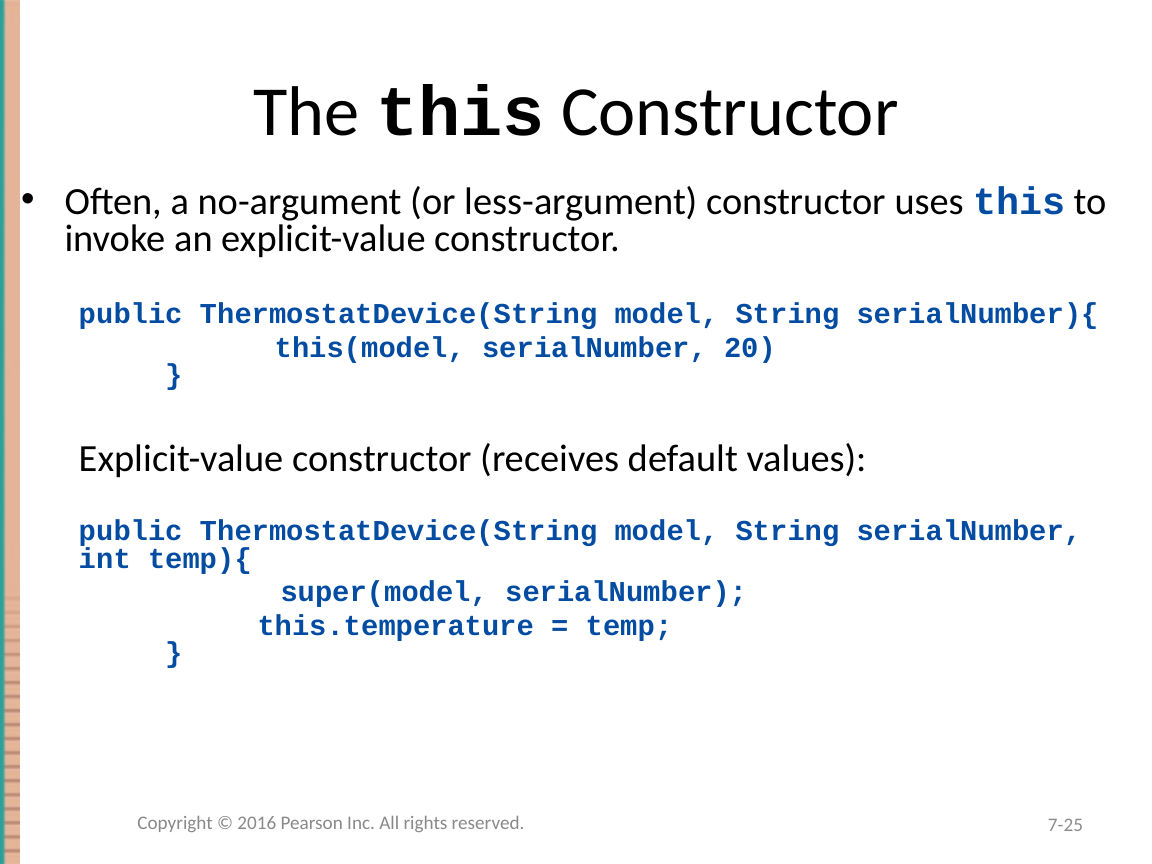 The this Constructor
• Often, a no-argument (or less-argument) constructor uses this to
invoke an explicit-value constructor.
public ThermostatDevice(String model, String serialNumber){
this(model, serialNumber, 20)
}
Explicit-value constructor (receives default values):
public ThermostatDevice(String model, String serialNumber,
int temp){
super(model, serialNumber);
this.temperature = temp;
}
Copyright © 2016 Pearson Inc. All rights reserved.
7-25